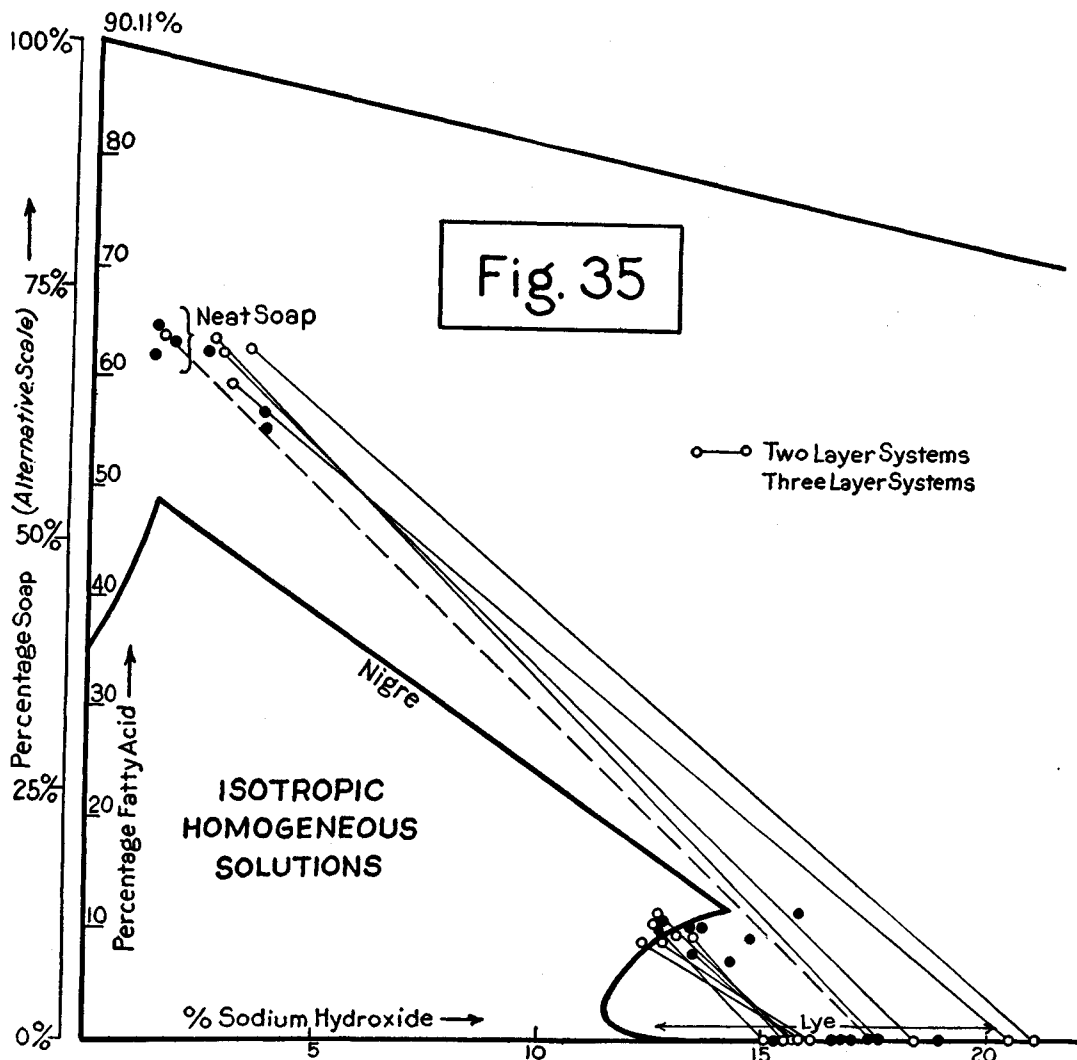 90.11%
100%
80
70
75%
Fig. 35
Neat Soap
60
Two Layer Systems
Three Layer Systems
50
50%
40
Percentage Soap (Alternative Scale)
Nigre
30
Percentage Fatty Acid
25%
20
ISOTROPIC
HOMOGENEOUS
SOLUTIONS
10
% Sodium Hydroxide
Lye
0%
5
10
15
20